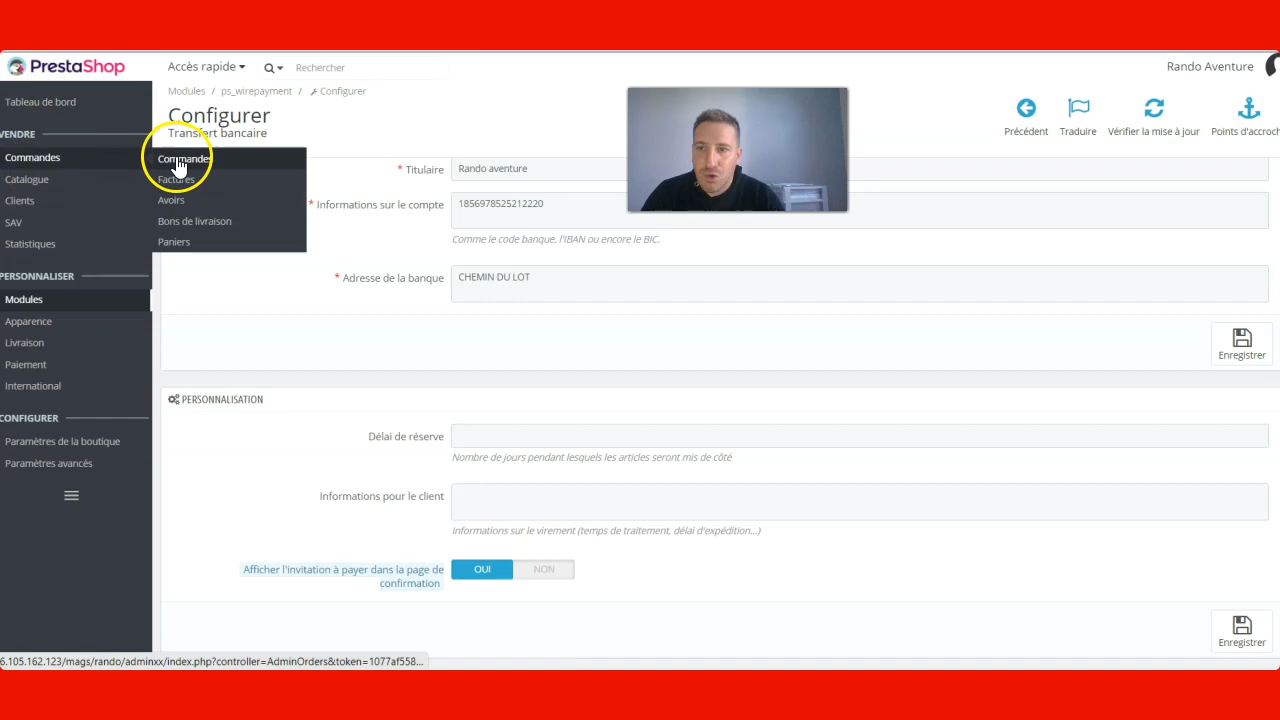 PrestaShop
Accès rapide
Rechercher
Rando Aventure
Modules / ps_wirepayment / Configurer
Configurer
Transfert bancaire
Précédent
Traduire
Vérifier la mise à jour
Points d'accroch
Tableau de bord
VENDRE
Commandes
Catalogue
Clients
SAV
Statistiques
PERSONNALISER
Modules
Apparence
Livraison
Paiement
International
CONFIGURER
Paramètres de la boutique
Paramètres avancés
Commandes
Factures
Avoirs
Bons de livraison
Paniers
* Titulaire
Rando aventure
* Informations sur le compte
1856978525212220
Comme le code banque, l'IBAN ou encore le BIC.
* Adresse de la banque
CHEMIN DU LOT
Enregistrer
PERSONNALISATION
Délai de réserve
Nombre de jours pendant lesquels les articles seront mis de côté
Informations pour le client
Informations sur le virement (temps de traitement, délai d'expédition...)
Afficher l'invitation à payer dans la page de
confirmation
OUI
NON
Enregistrer
6.105.162.123/mags/rando/adminxx/index.php?controller=AdminOrders&token=1077af558...